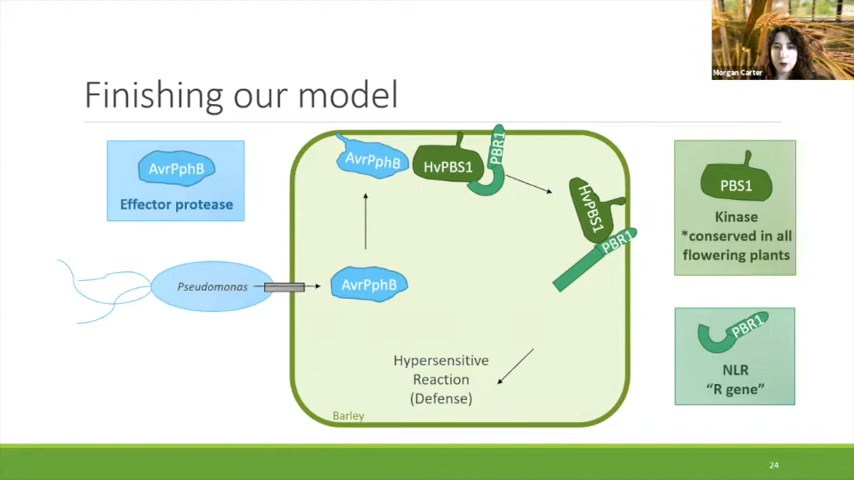 Morgan Carter
Finishing our model
AvrPphB
Effector protease
AvrPphB
HvPBS1
PBR1
HvPBS1
PBR1
PBS1
Kinase
*conserved in all
flowering plants
Pseudomonas
AvrPphB
PBR1
NLR
“R gene”
Hypersensitive
Reaction
(Defense)
Barley
24